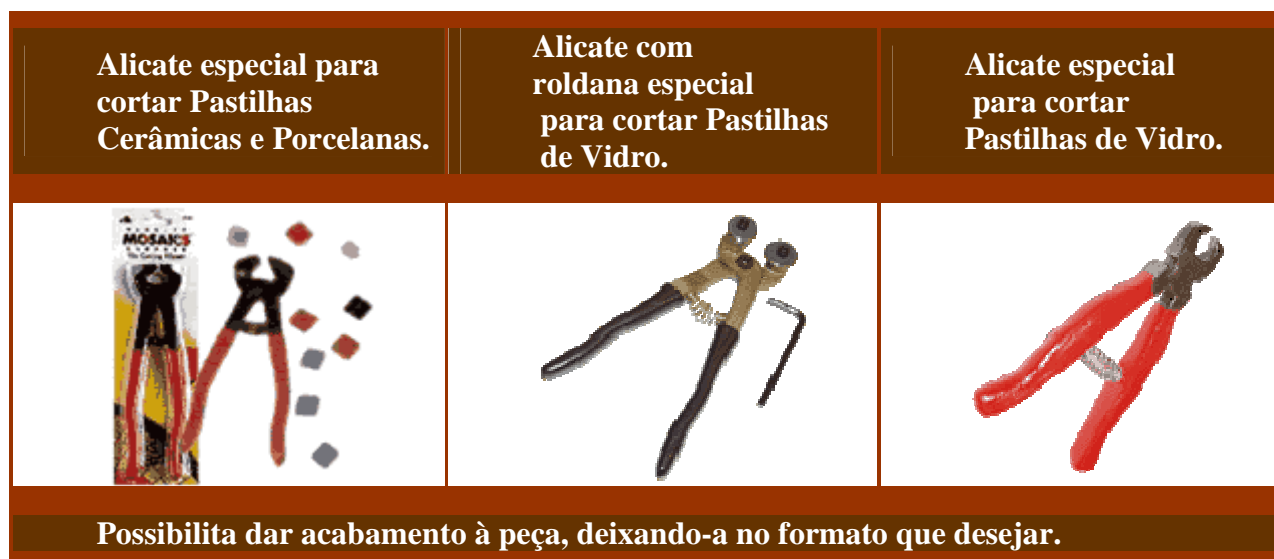 Alicate especial para
cortar Pastilhas
Cerâmicas e Porcelanas.
Alicate com
roldana especial
para cortar Pastilhas
de Vidro.
Alicate especial
para cortar
Pastilhas de Vidro.
MOSAICS
Possibilita dar acabamento à peça, deixando-a no formato que desejar.